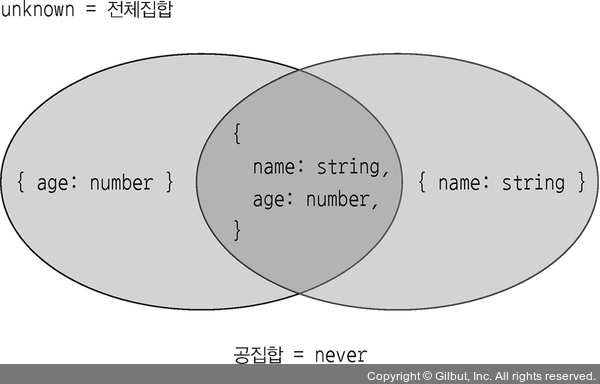 unknown = 전체집합
{
{ age: number }
name: string,
age: number,
}
{ name: string }
공집합 = never
Copyright © Gilbut, Inc. All rights reserved.